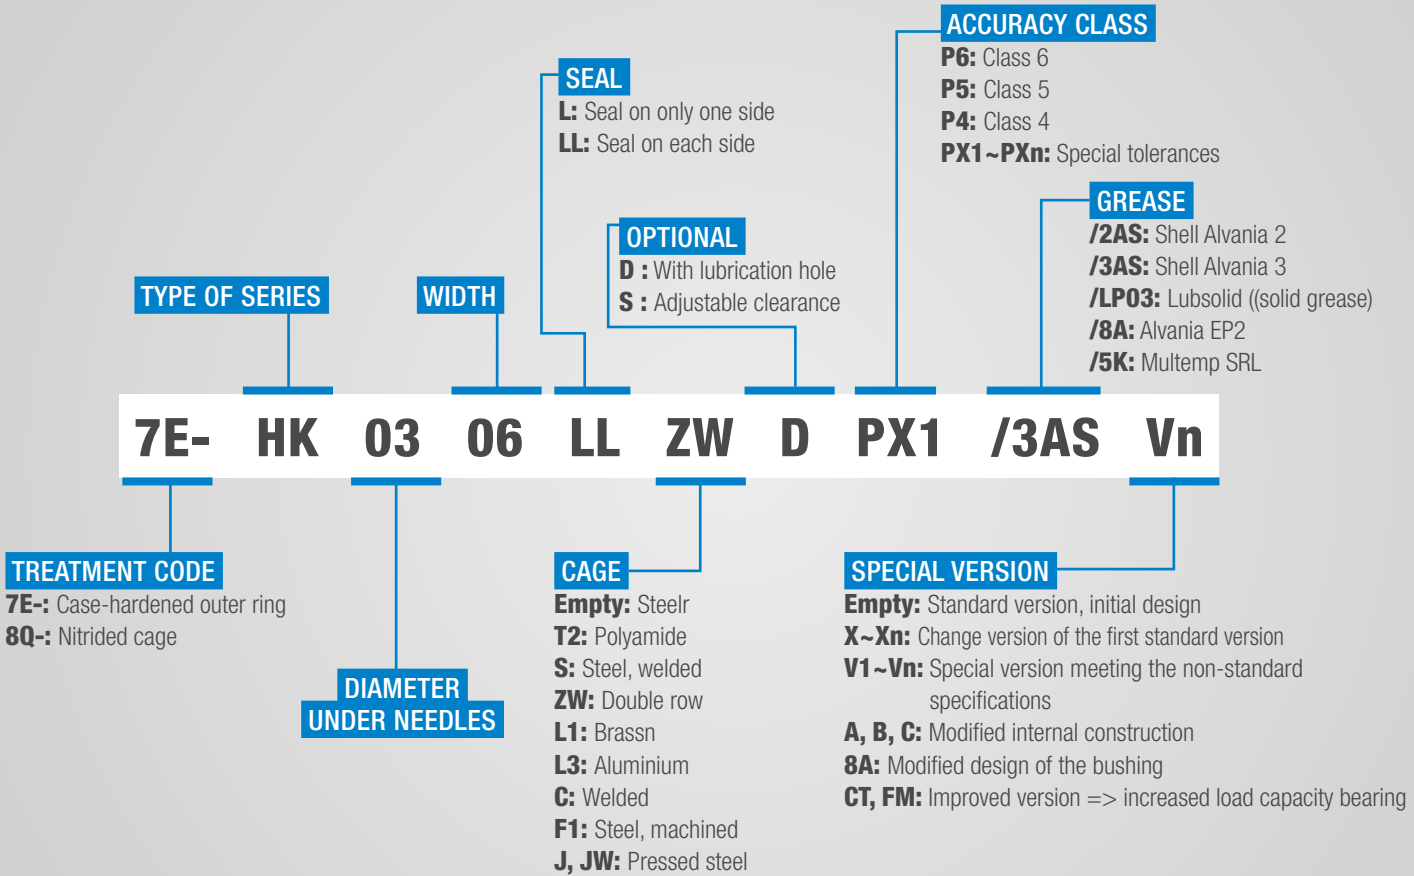 ACCURACY CLASS
P6: Class 6
P5: Class 5
P4: Class 4
PX1~PXn: Special tolerances
SEAL
L: Seal on only one side
LL: Seal on each side
GREASE
/2AS: Shell Alvania 2
/3AS: Shell Alvania 3
/LP03: Lubsolid ((solid grease)
/8A: Alvania EP2
/5K: Multemp SRL
OPTIONAL
D : With lubrication hole
S : Adjustable clearance
TYPE OF SERIES
WIDTH
7E- HK 03 06 LL ZW D PX1 /3AS Vn
TREATMENT CODE
7E-: Case-hardened outer ring
8Q-: Nitrided cage
DIAMETER
UNDER NEEDLES
CAGE
Empty: Steelr
T2: Polyamide
S: Steel, welded
ZW: Double row
L1: Brassn
L3: Aluminium
C: Welded
F1: Steel, machined
J, JW: Pressed steel
SPECIAL VERSION
Empty: Standard version, initial design
X~Xn: Change version of the first standard version
V1~Vn: Special version meeting the non-standard
specifications
A, B, C: Modified internal construction
8A: Modified design of the bushing
CT, FM: Improved version => increased load capacity bearing